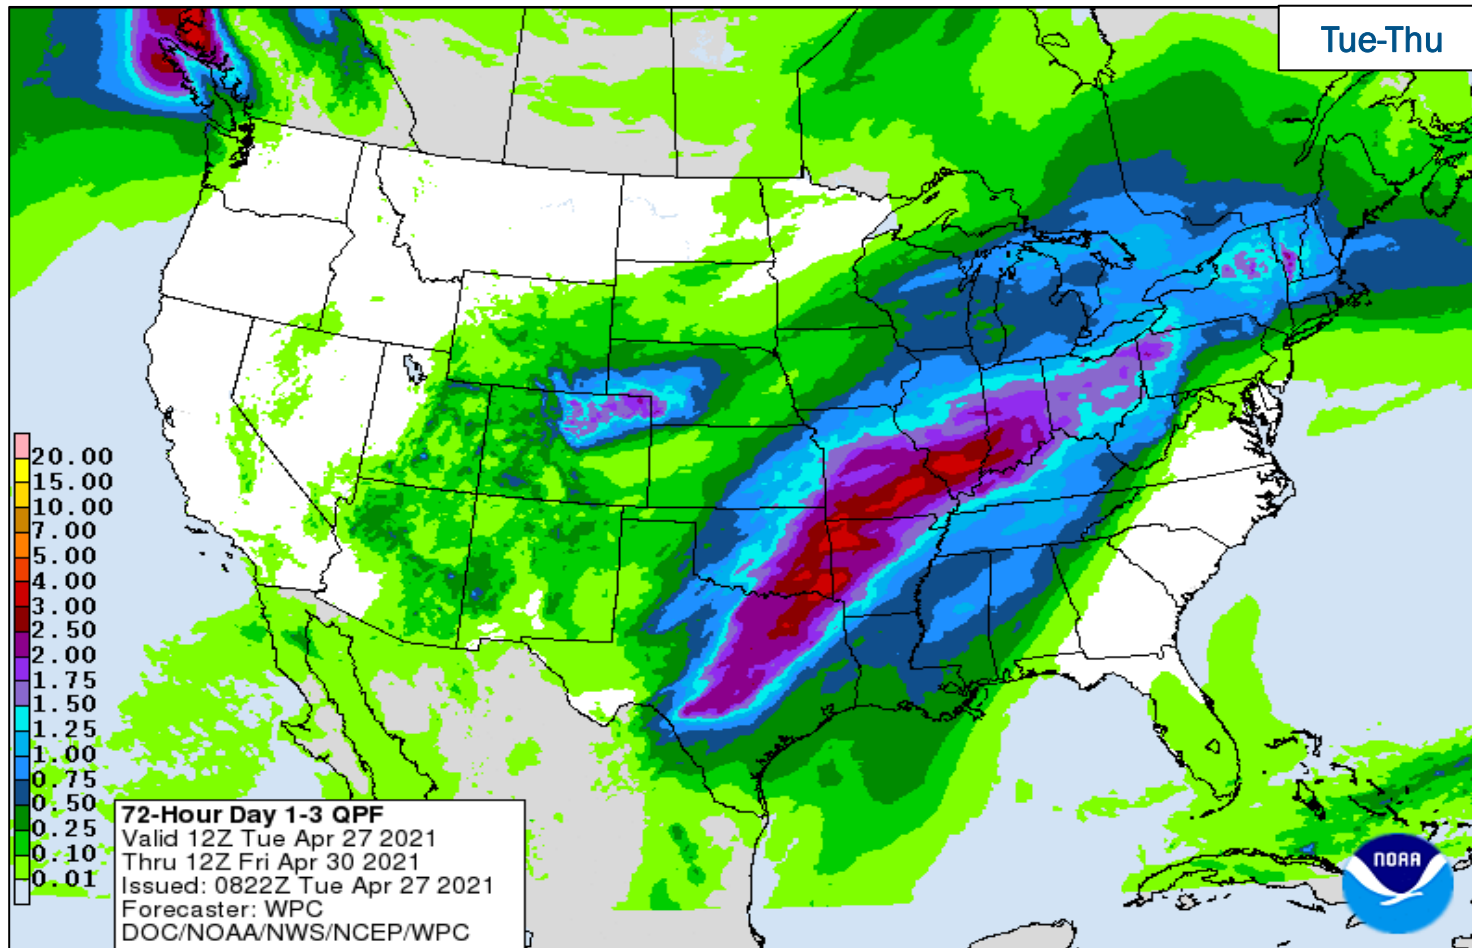 Tue-Thu
20.00
15.00
10.00
7.00
5.00
4.00
3.00
2.50
2.00
1.75
1.50
1.25
1.00
0.75
0.50
0.25
0.10
0.01
72-Hour Day 1-3 QPF
Valid 12Z Tue Apr 27 2021
Thru 12Z Fri Apr 30 2021
Issued: 0822Z Tue Apr 27 2021
Forecaster: WPC
DOC/NOAA/NWS/NCEP/WPC
NOAA